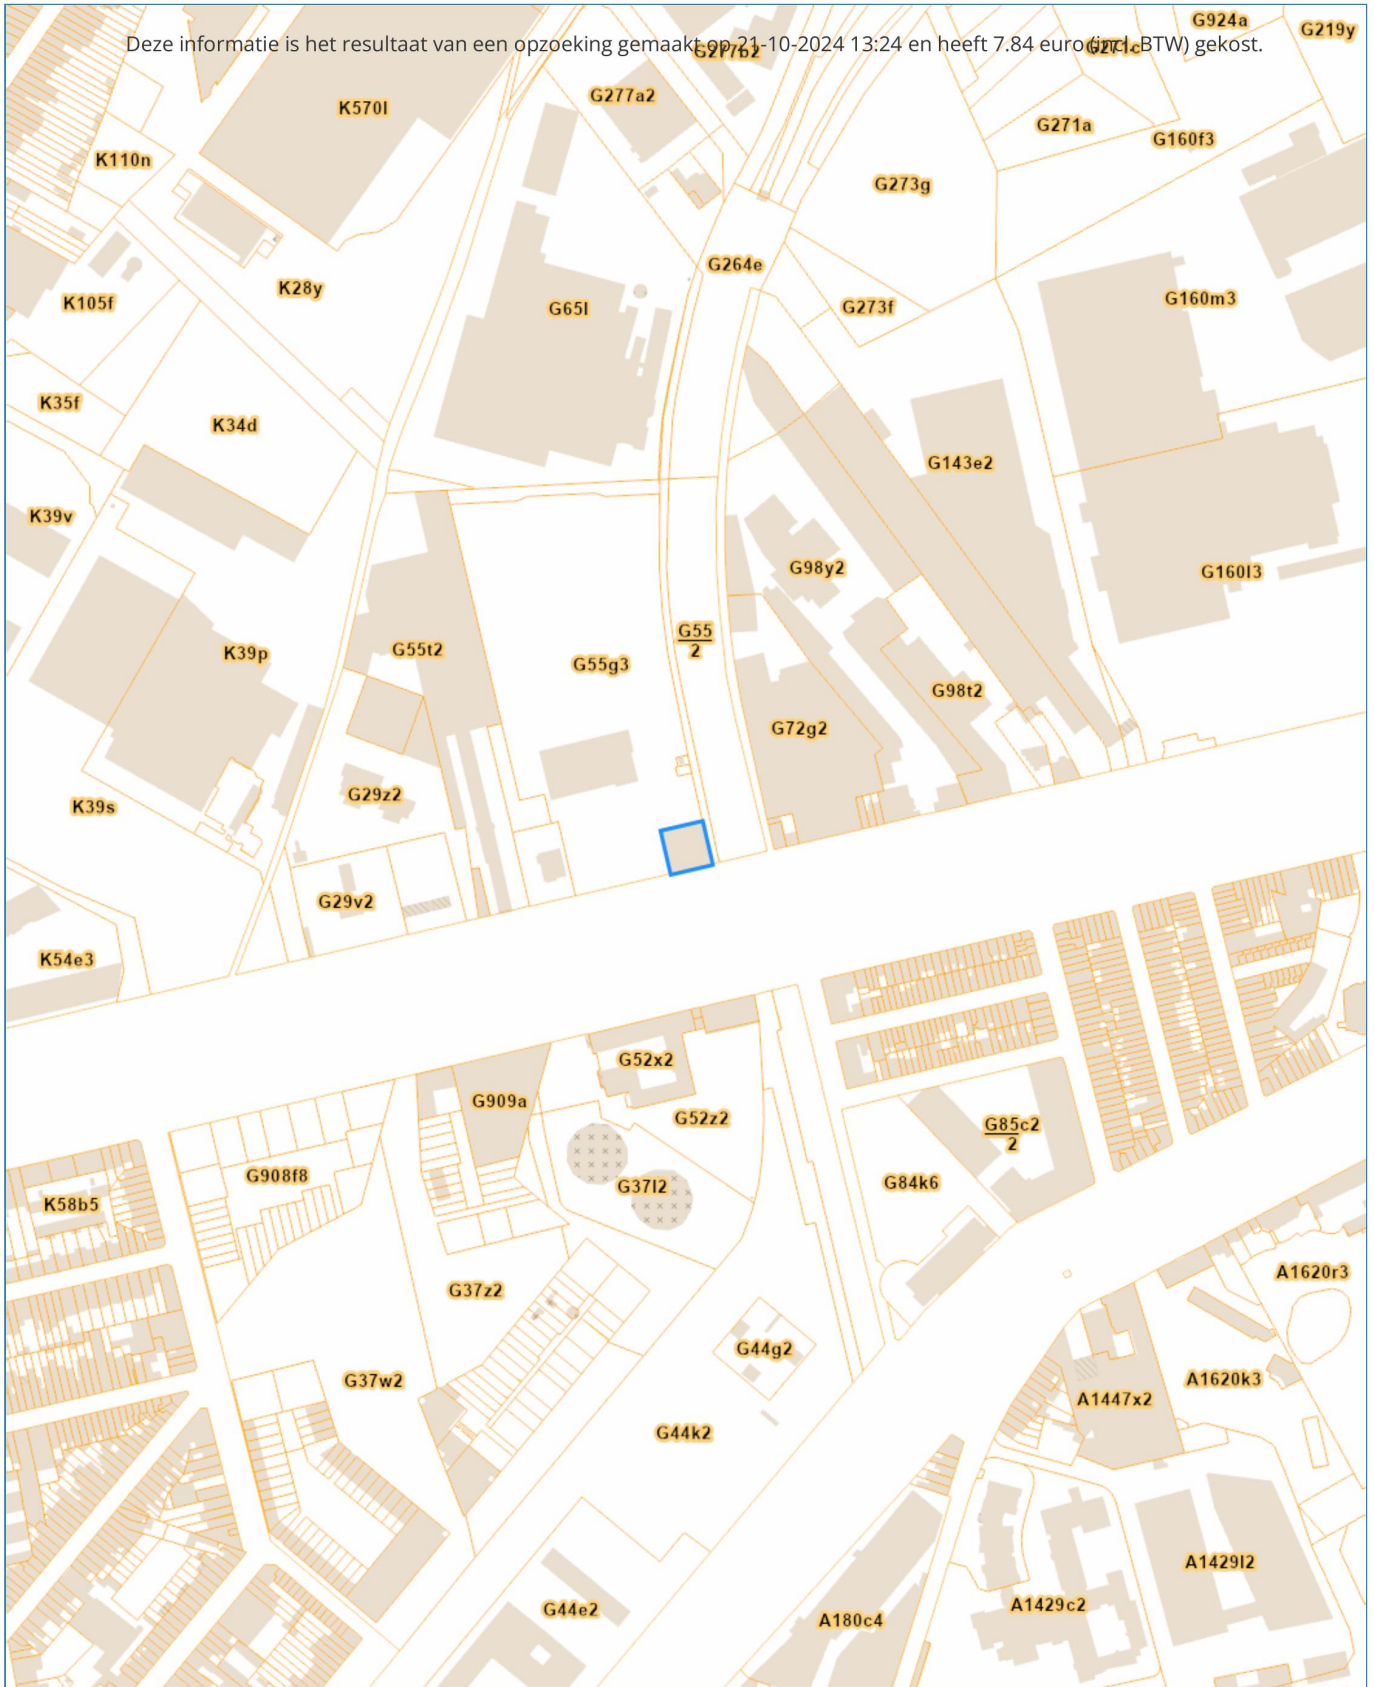 G924a
G219y
Deze informatie is het resultaat van een opzoeking gemaakt op 21-10-2024 13:24 en heeft 7.84 euro (incl. BTW) gekost.
G277b2
G271c
G277a2
K570l
G271a
G160f3
K110n
G273g
G264e
K28y
G160m3
K105f
G65l
G273f
K35f
K34d
G143e2
K39v
G98y2
G160l3
G55
2
K39p
G55t2
G55g3
G98t2
G72g2
G29z2
K39s
G29v2
K54e3
G52x2
G909a
G52z2
G85c2
2
G908f8
G84k6
G37l2
K58b5
A1620r3
G37z2
G44g2
G37w2
A1620k3
A1447x2
G44k2
A1429l2
A1429c2
G44e2
A180c4